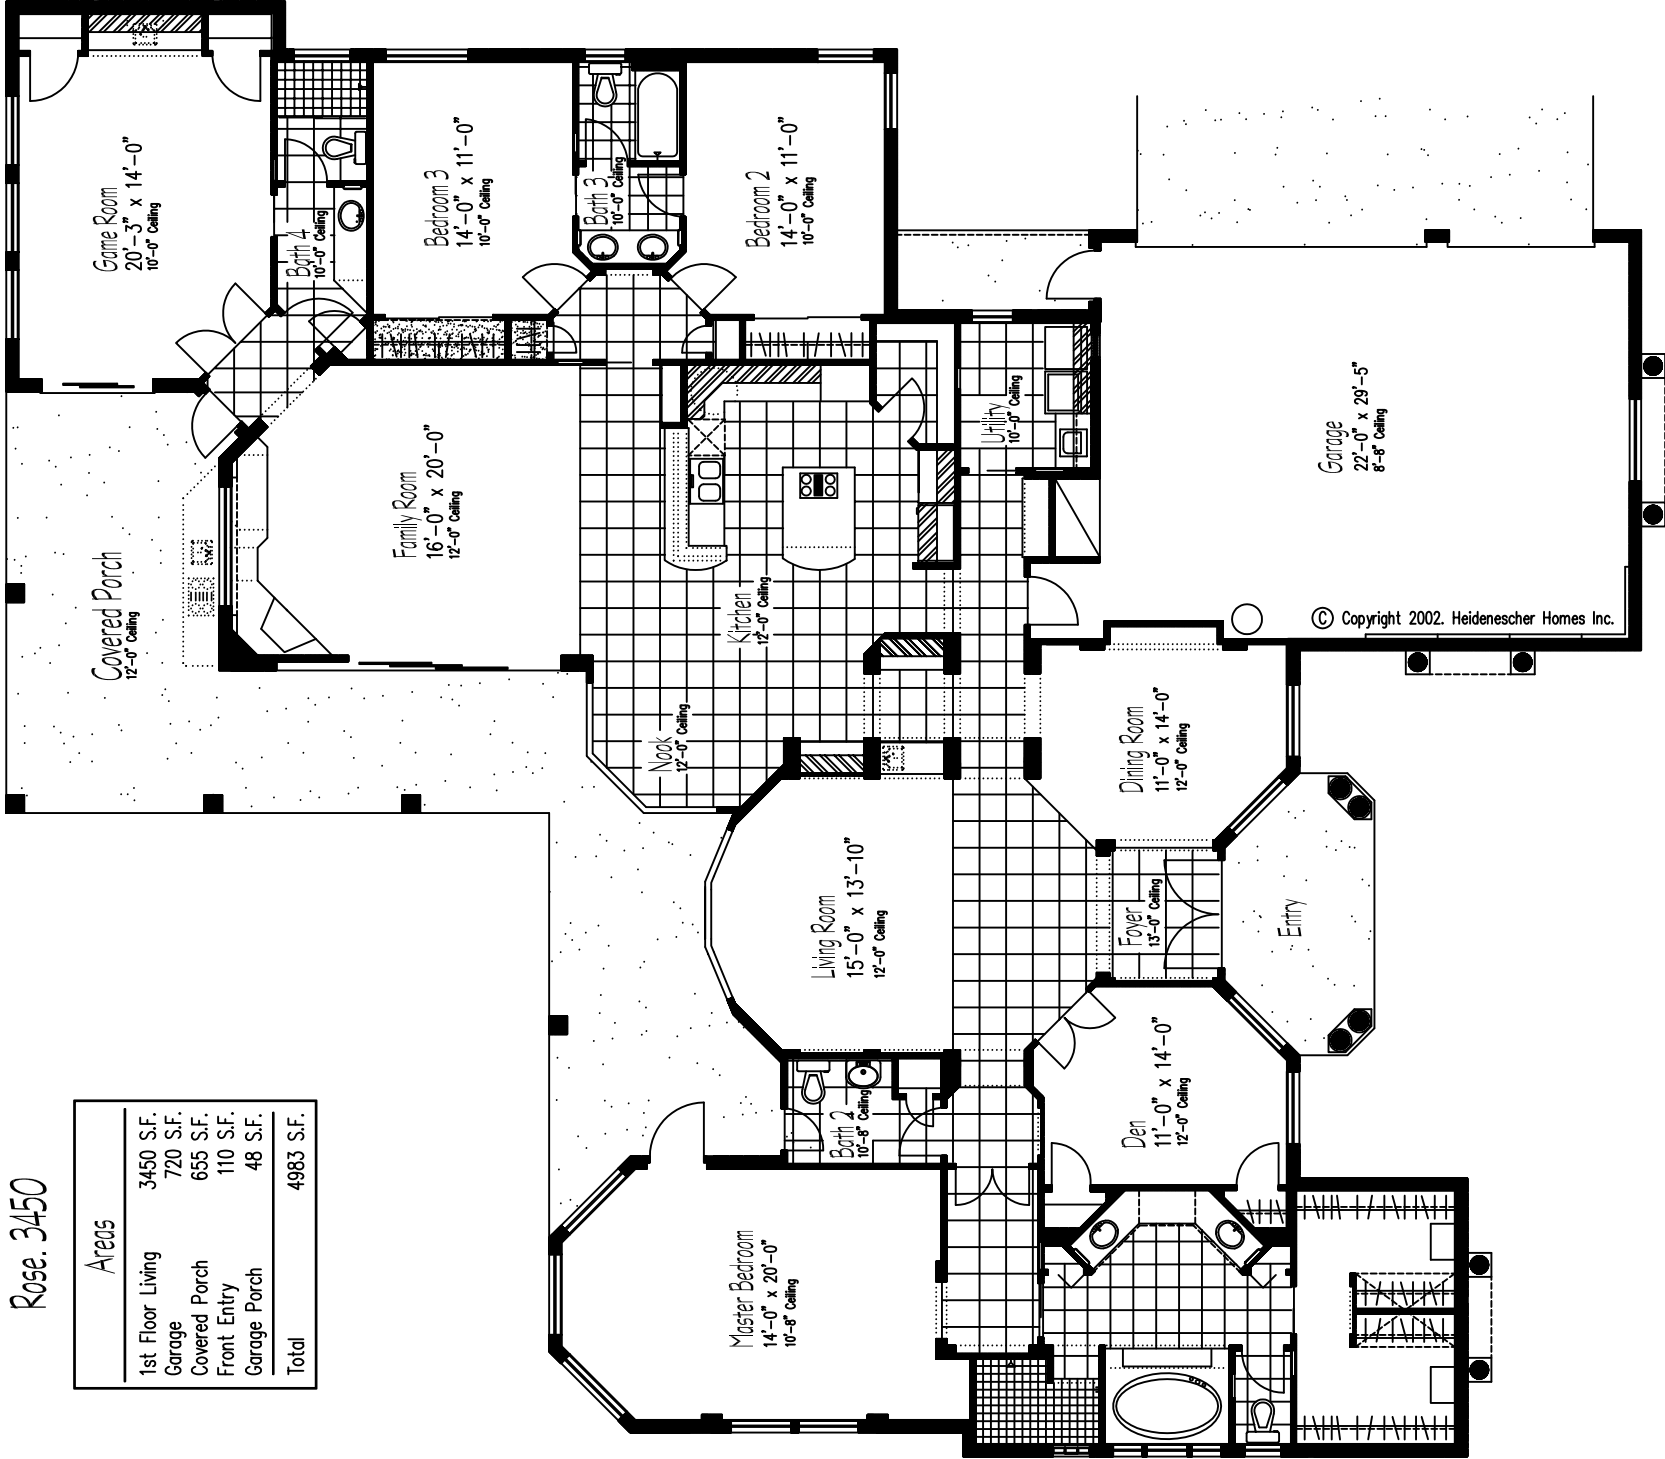 Rose. 3450
Areas
1st Floor Living 3450 S.F.
Garage 720 S.F.
Covered Porch 655 S.F.
Front Entry 110 S.F.
Garage Porch 48 S.F.
Total 4983 S.F.
Game Room
20'-3" x 14'-0"
10'-0" Ceiling
Bath 4
10'-0" Ceiling
Bedroom 3
14'-0" x 11'-0"
10'-0" Ceiling
Bath 3
10'-0" Ceiling
Bedroom 2
14'-0" x 11'-0"
10'-0" Ceiling
Covered Porch
12'-0" Ceiling
Family Room
16'-0" x 20'-0"
12'-0" Ceiling
Nook
12'-0" Ceiling
Kitchen
12'-0" Ceiling
Utility
10'-0" Ceiling
Garage
22'-0" x 29'-5"
8'-8" Ceiling
© Copyright 2002. Heidenescher Homes Inc.
Living Room
15'-0" x 13'-10"
12'-0" Ceiling
Dining Room
11'-0" x 14'-0"
12'-0" Ceiling
Foyer
13'-0" Ceiling
Entry
Bath 2
10'-8" Ceiling
Den
11'-0" x 14'-0"
12'-0" Ceiling
Master Bedroom
14'-0" x 20'-0"
10'-8" Ceiling